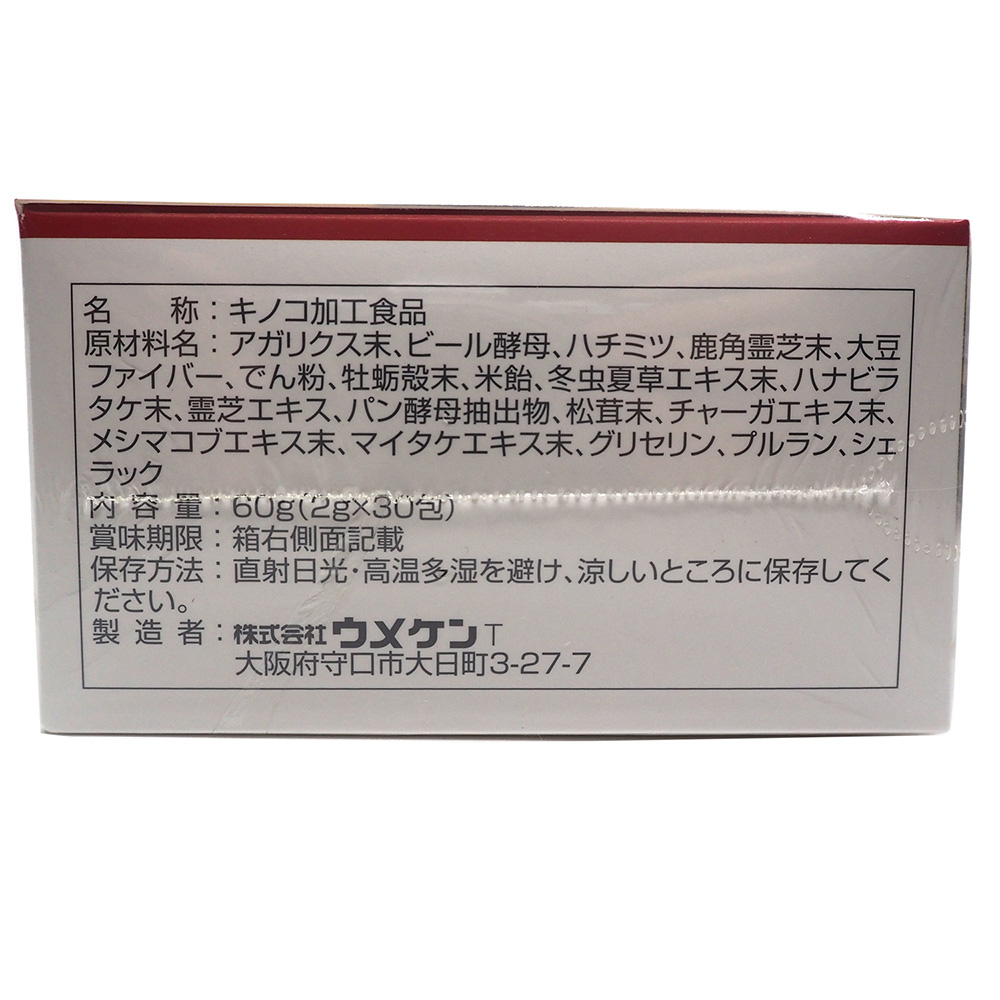 名称：キノコ加工食品
原材料名：アガリクス末、ビール酵母、ハチミツ、鹿角霊芝末、大豆
ファイバー、でん粉、牡蛎殻末、米飴、冬虫夏草エキス末、ハナビラ
タケ末、霊芝エキス、パン酵母抽出物、松茸末、チャーガエキス末、
メシマコブエキス末、マイタケエキス末、グリセリン、プルラン、シェ
ラック
内容量：60g(2g×30包)
賞味期限：箱右側面記載
保存方法：直射日光・高温多湿を避け、涼しいところに保存してく
ださい。
製造者：株式会社ウメケンT
大阪府守口市大日町3-27-7